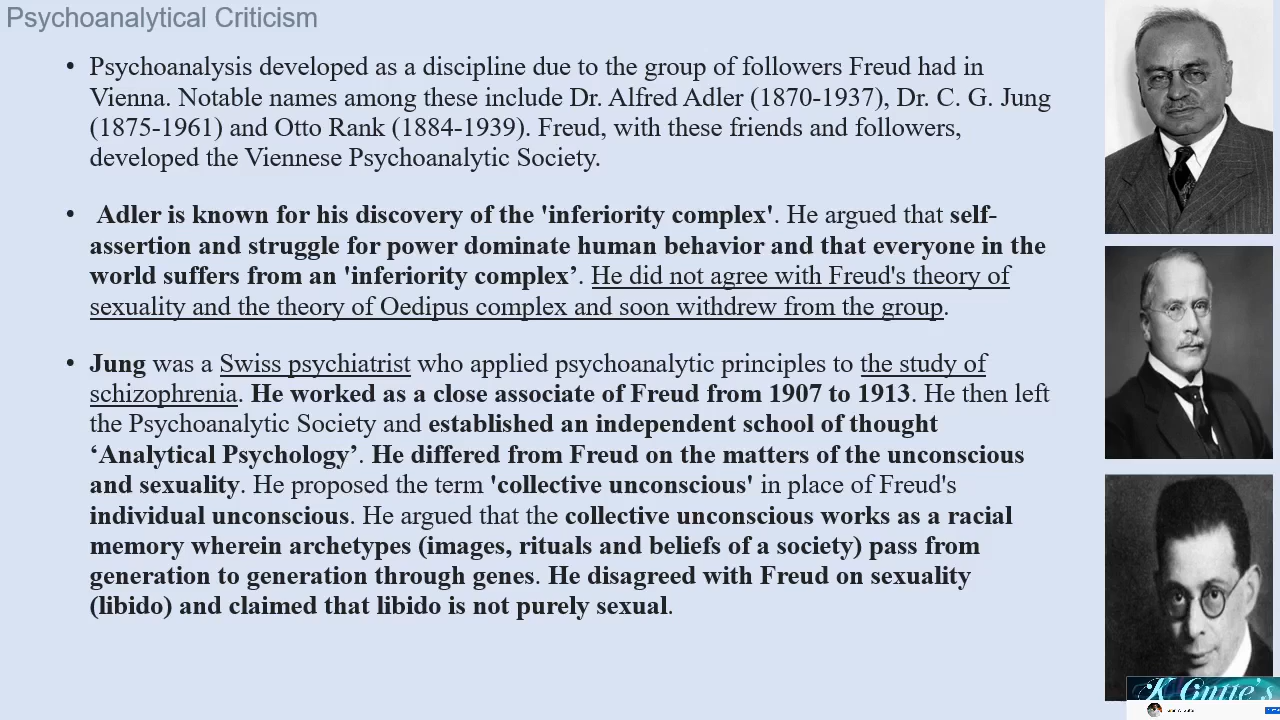 Psychoanalytical Criticism
• Psychoanalysis developed as a discipline due to the group of followers Freud had in
Vienna. Notable names among these include Dr. Alfred Adler (1870-1937), Dr. C. G. Jung
(1875-1961) and Otto Rank (1884-1939). Freud, with these friends and followers,
developed the Viennese Psychoanalytic Society.
• Adler is known for his discovery of the 'inferiority complex'. He argued that self-
assertion and struggle for power dominate human behavior and that everyone in the
world suffers from an 'inferiority complex’. He did not agree with Freud's theory of
sexuality and the theory of Oedipus complex and soon withdrew from the group.
• Jung was a Swiss psychiatrist who applied psychoanalytic principles to the study of
schizophrenia. He worked as a close associate of Freud from 1907 to 1913. He then left
the Psychoanalytic Society and established an independent school of thought
‘Analytical Psychology’. He differed from Freud on the matters of the unconscious
and sexuality. He proposed the term 'collective unconscious' in place of Freud's
individual unconscious. He argued that the collective unconscious works as a racial
memory wherein archetypes (images, rituals and beliefs of a society) pass from
generation to generation through genes. He disagreed with Freud on sexuality
(libido) and claimed that libido is not purely sexual.